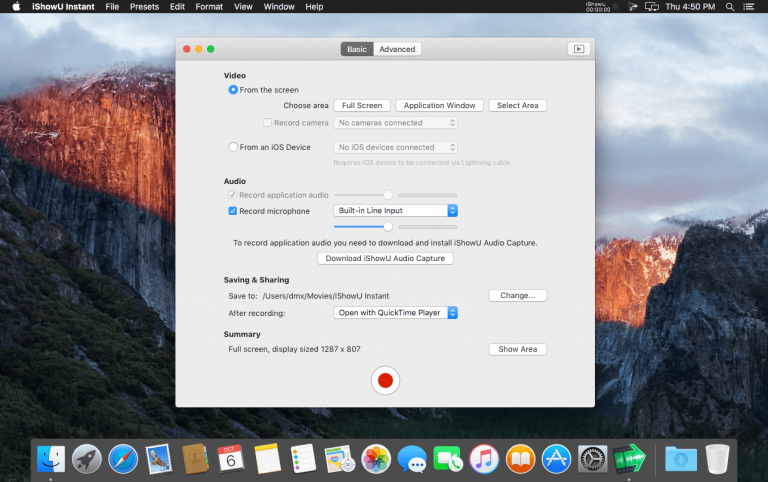 iShowU Instant File Presets Edit Format View Window Help iShowU 00:00:00 Thu 4:50 PM
Basic Advanced
Video
From the screen
Choose area Full Screen Application Window Select Area
Record camera No cameras connected
From an iOS Device No iOS devices connected
Requires iOS device to be connected via Lightning cable.
Audio
Record application audio
Record microphone Built-in Line Input
To record application audio you need to download and install iShowU Audio Capture.
Download iShowU Audio Capture
Saving & Sharing
Save to: /Users/dmx/Movies/iShowU Instant Change...
After recording: Open with QuickTime Player
Summary
Full screen, display sized 1287 x 807 Show Area
OCT
6